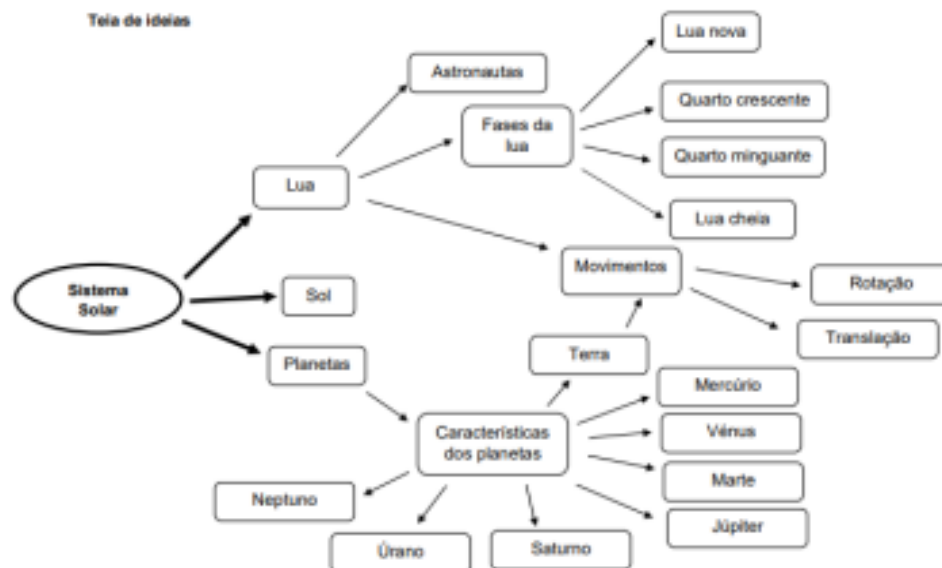 Teia de ideias
Lua nova
Astronautas
Quarto crescente
Fases da
lua
Quarto minguante
Lua
Lua cheia
Movimentos
Rotação
Sistema
Solar
Sol
Translação
Terra
Planetas
Mercúrio
Vénus
Características
dos planetas
Marte
Neptuno
Júpiter
Úrano
Saturno